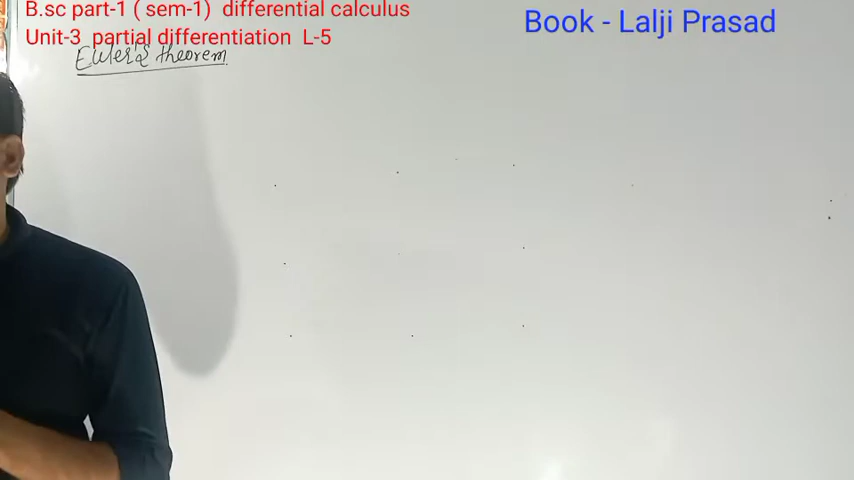 B.sc part-1 ( sem-1) differential calculus
Book - Lalji Prasad
Unit-3 partial differentiation L-5
Euler's theorem